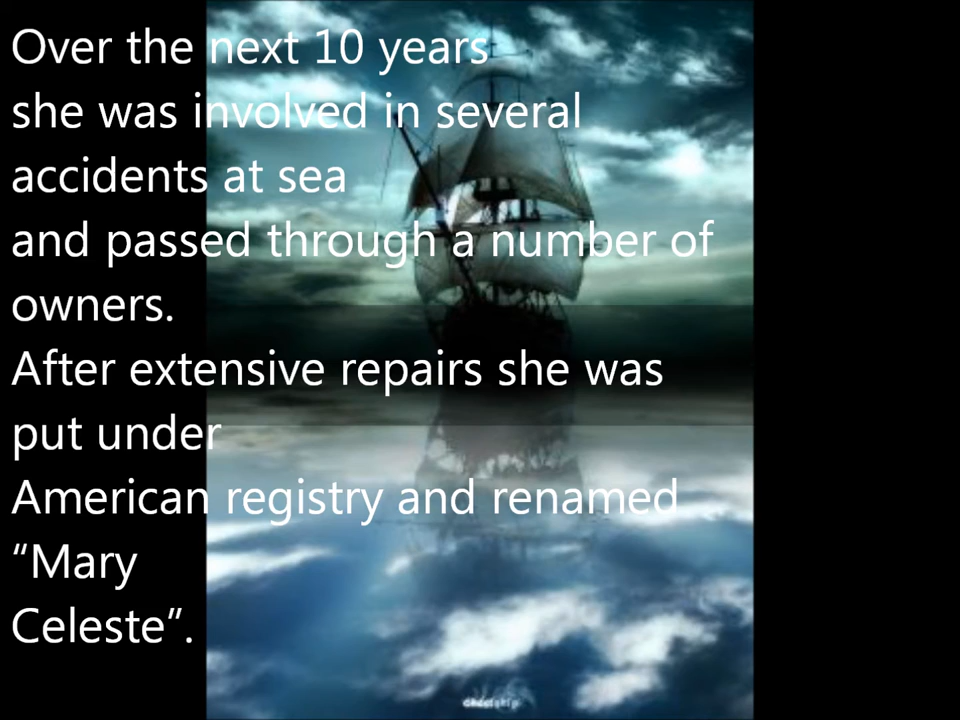 Over the next 10 years
she was involved in several
accidents at sea
and passed through a number of
owners.
After extensive repairs she was
put under
American registry and renamed
“Mary
Celeste”.